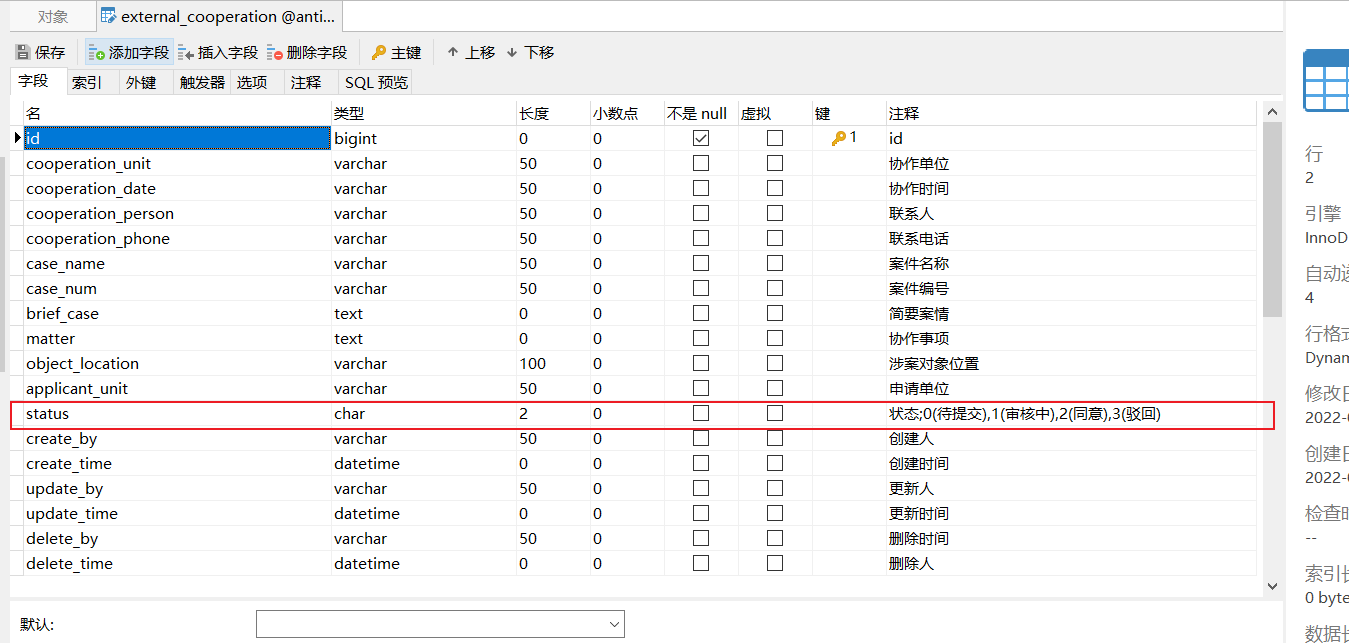 对象 external_cooperation @anti...
保存 添加字段 插入字段 删除字段 主键 上移 下移
字段 索引 外键 触发器 选项 注释 SQL 预览
名 类型 长度 小数点 不是 null 虚拟 键 注释
id bigint 0 0 1 id
cooperation_unit varchar 50 0 协作单位
cooperation_date varchar 50 0 协作时间
cooperation_person varchar 50 0 联系人
cooperation_phone varchar 50 0 联系电话
case_name varchar 50 0 案件名称
case_num varchar 50 0 案件编号
brief_case text 0 0 简要案情
matter text 0 0 协作事项
object_location varchar 100 0 涉案对象位置
applicant_unit varchar 50 0 申请单位
status char 2 0 状态;0(待提交),1(审核中),2(同意),3(驳回)
create_by varchar 50 0 创建人
create_time datetime 0 0 创建时间
update_by varchar 50 0 更新人
update_time datetime 0 0 更新时间
delete_by varchar 50 0 删除时间
delete_time datetime 0 0 删除人
默认:
行
2
引擎
InnoD
自动
4
行格
Dynam
修改
2022-
创建
2022-
检查
--
索引
0 byte
数据